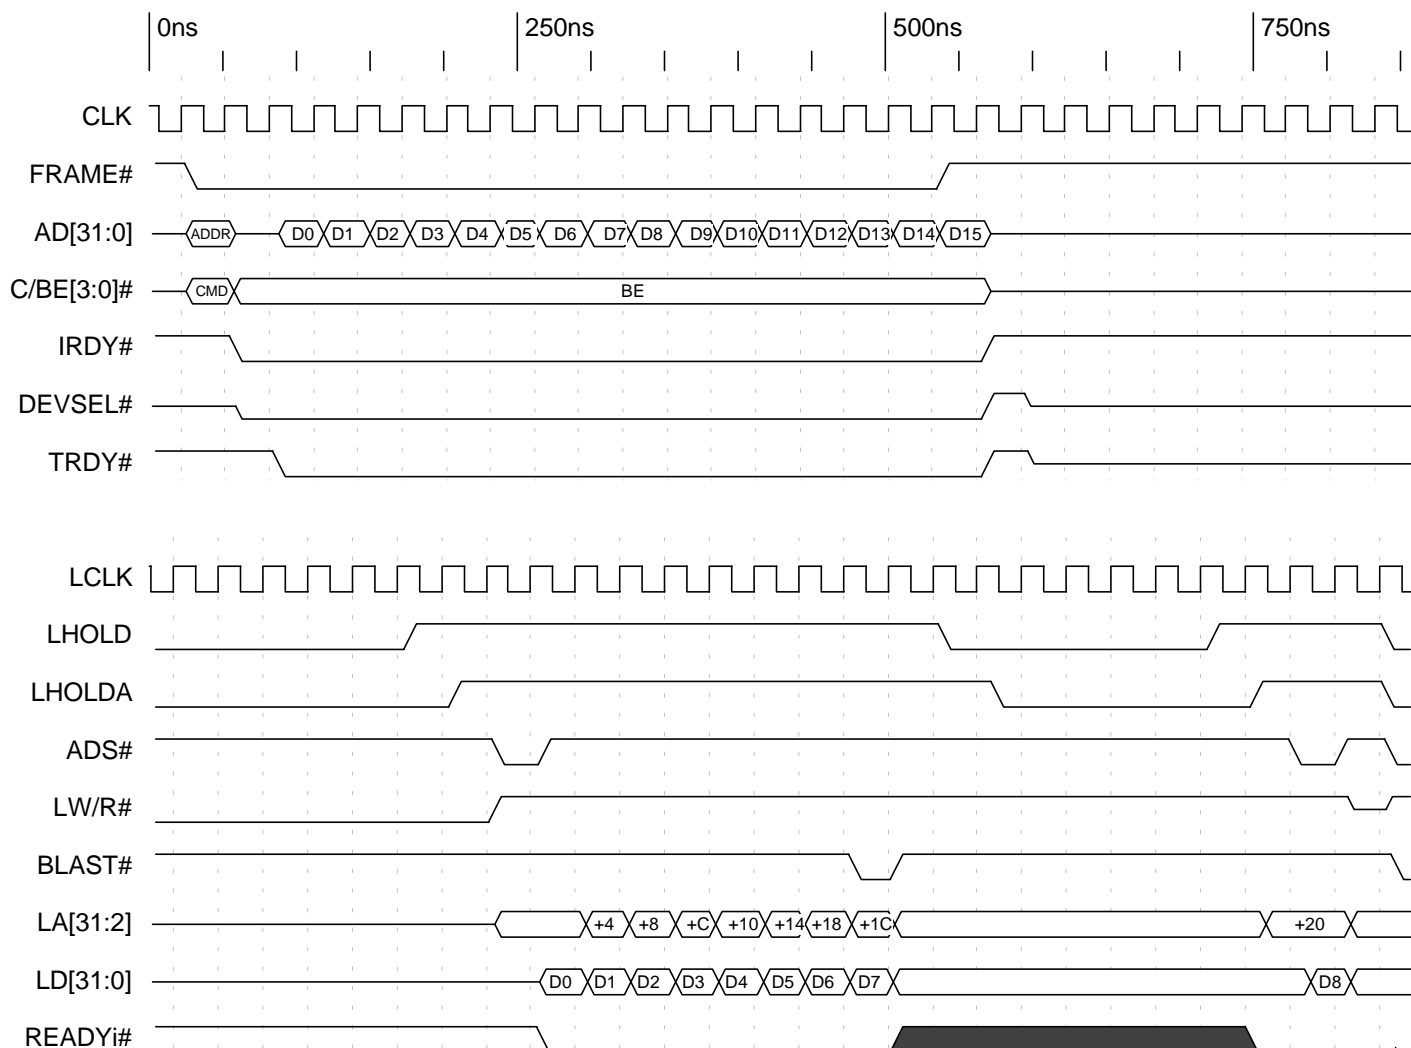 0ns 250ns 500ns 750ns
CLK
FRAME#
AD[31:0] ADDR D0 D1 D2 D3 D4 D5 D6 D7 D8 D9 D10 D11 D12 D13 D14 D15
C/BE[3:0]# CMD BE
IRDY#
DEVSEL#
TRDY#
LCLK
LHOLD
LHOLDA
ADS#
LW/R#
BLAST#
LA[31:2] +4 +8 +C +10 +14 +18 +1C +20
LD[31:0] D0 D1 D2 D3 D4 D5 D6 D7 D8
READYi#